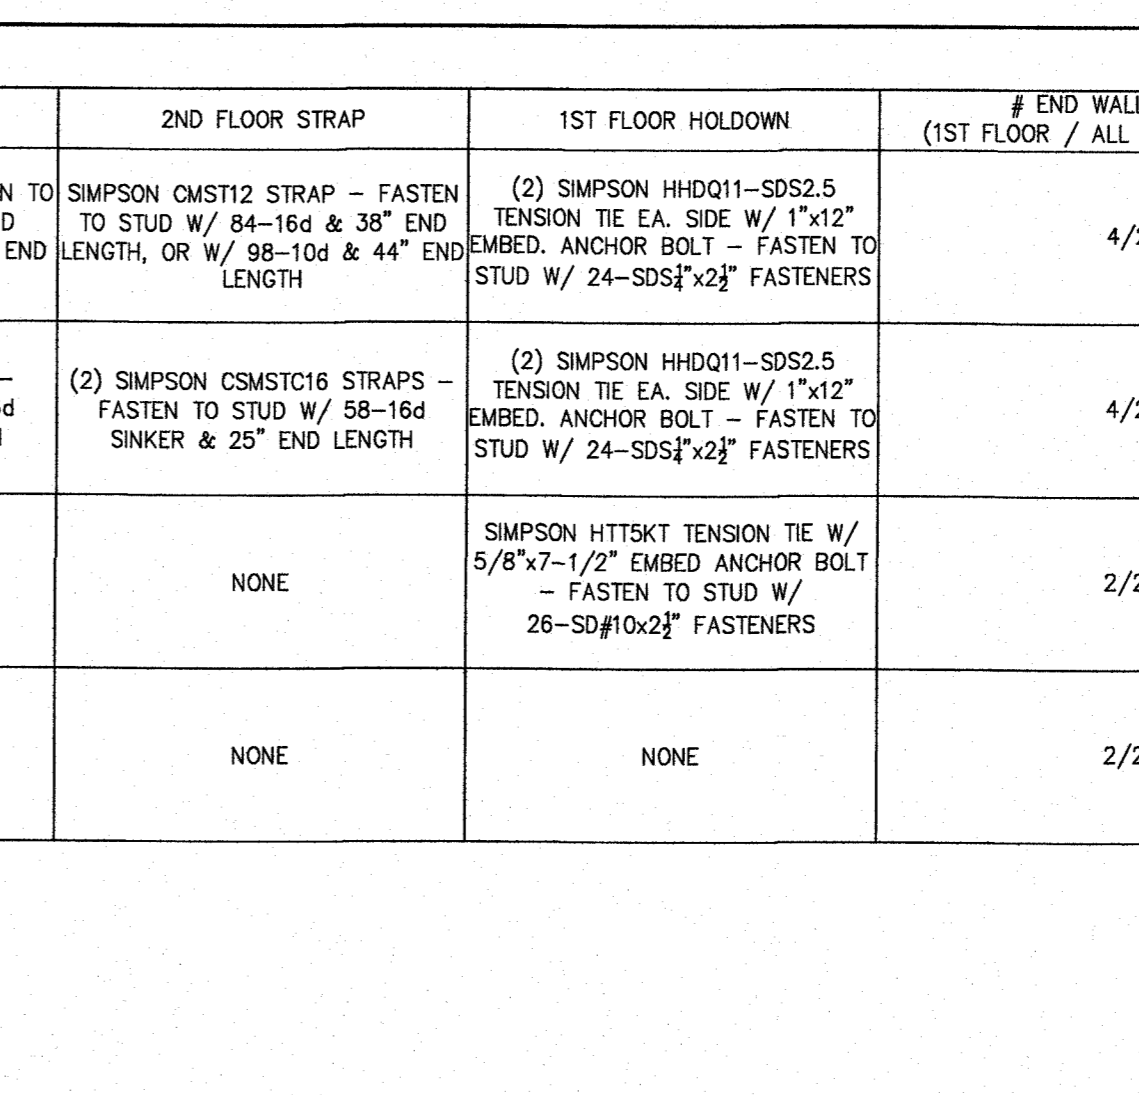 2ND FLOOR STRAP
1ST FLOOR HOLDOWN
# END WALL
(1ST FLOOR / ALL
N TO
D
END
SIMPSON CMST12 STRAP – FASTEN
TO STUD W/ 84–16d & 38" END
LENGTH, OR W/ 98–10d & 44" END
LENGTH
(2) SIMPSON HHDQ11–SDS2.5
TENSION TIE EA. SIDE W/ 1"x12"
EMBED. ANCHOR BOLT – FASTEN TO
STUD W/ 24–SDS¼"x2½" FASTENERS
4/2
–
d
(2) SIMPSON CSMSTC16 STRAPS –
FASTEN TO STUD W/ 58–16d
SINKER & 25" END LENGTH
(2) SIMPSON HHDQ11–SDS2.5
TENSION TIE EA. SIDE W/ 1"x12"
EMBED. ANCHOR BOLT – FASTEN TO
STUD W/ 24–SDS¼"x2½" FASTENERS
4/2
NONE
SIMPSON HTT5KT TENSION TIE W/
5/8"x7–1/2" EMBED ANCHOR BOLT
– FASTEN TO STUD W/
26–SD#10x2½" FASTENERS
2/2
NONE
NONE
2/2